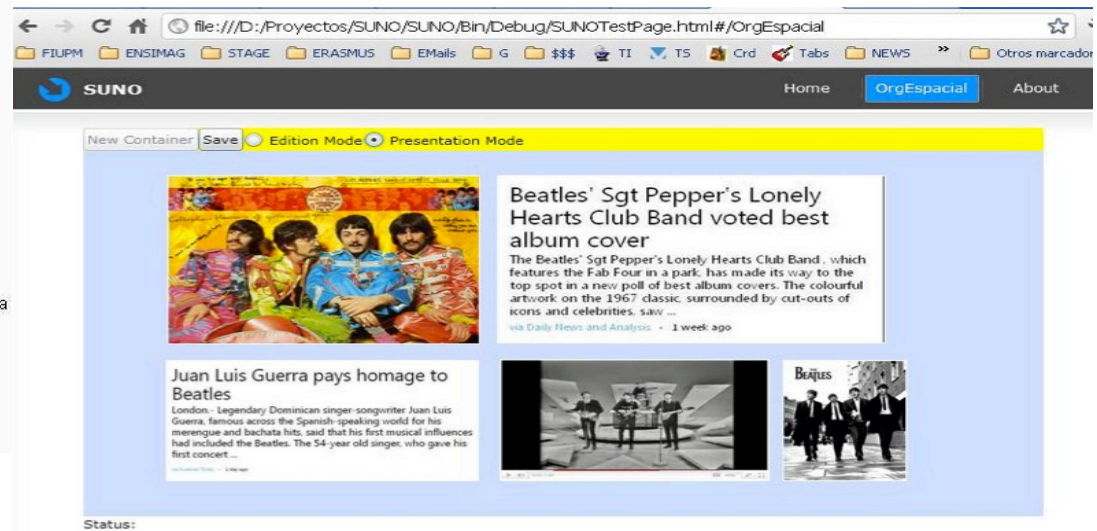 file:///D:/Proyectos/SUNO/SUNO/Bin/Debug/SUNOTestPage.html#/OrgEspacial
FIUPM ENSIMAG STAGE ERASMUS EMails G $$$ TI TS Crd Tabs NEWS » Otros marcador
SUNO Home OrgEspacial About
New Container Save Edition Mode Presentation Mode
Beatles' Sgt Pepper's Lonely
Hearts Club Band voted best
album cover
The Beatles' Sgt Pepper's Lonely Hearts Club Band , which
features the Fab Four in a park, has made its way to the
top spot in a new poll of best album covers. The colourful
artwork on the 1967 classic, surrounded by cut-outs of
icons and celebrities, saw ...
via Daily News and Analysis - 1 week ago
a
Juan Luis Guerra pays homage to
Beatles
London.- Legendary Dominican singer-songwriter Juan Luis
Guerra, famous across the Spanish-speaking world for his
merengue and bachata hits, said that his first musical influences
had included the Beatles. The 54-year old singer, who gave his
first concert ...
BEATLES
Status: